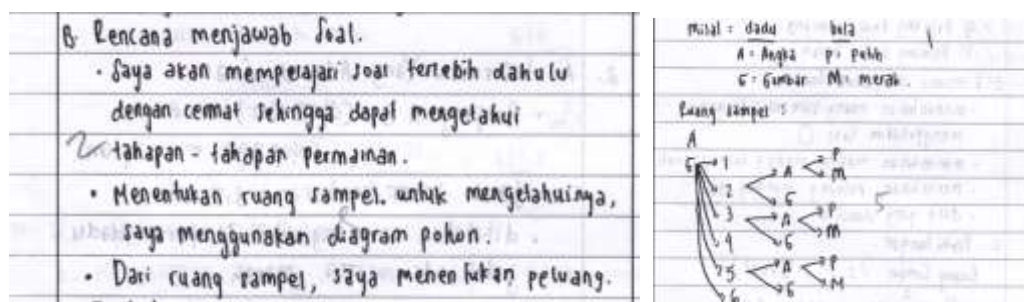 B. Rencana menjawab soal.
• Saya akan mempelajari soal terlebih dahulu
dengan cermat sehingga dapat mengetahui
tahapan - tahapan permainan.
• Menentukan ruang sampel. untuk mengetahuinya,
saya menggunakan diagram pohon.
• Dari ruang sampel, saya menentukan peluang.
Misal = dadu bola
A = Angka P = putih
G = Gambar M = merah
Ruang sampel =
A
G 1 A P
M
2 G
3 A P
M
4 G
5 A P
M
6 G